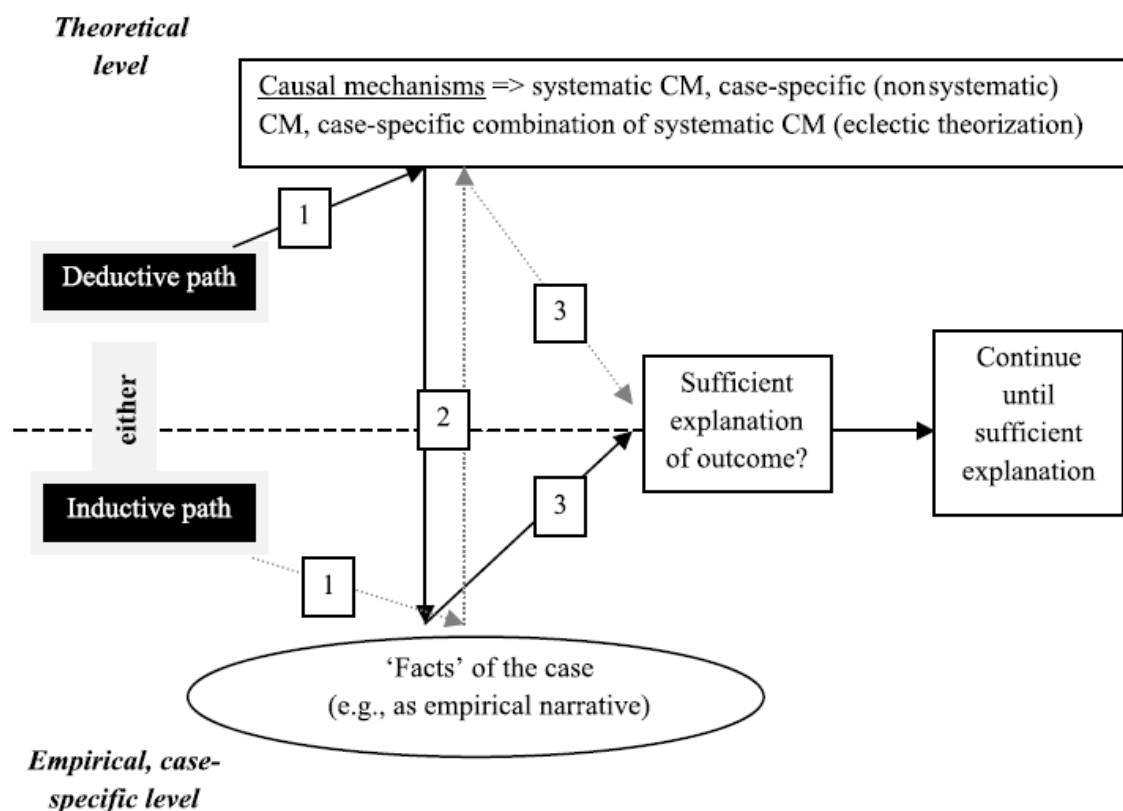 Theoretical
level
Causal mechanisms => systematic CM, case-specific (nonsystematic)
CM, case-specific combination of systematic CM (eclectic theorization)
1
Deductive path
3
either
2
Sufficient
explanation
of outcome?
Continue
until
sufficient
explanation
Inductive path
3
1
‘Facts’ of the case
(e.g., as empirical narrative)
Empirical, case-
specific level